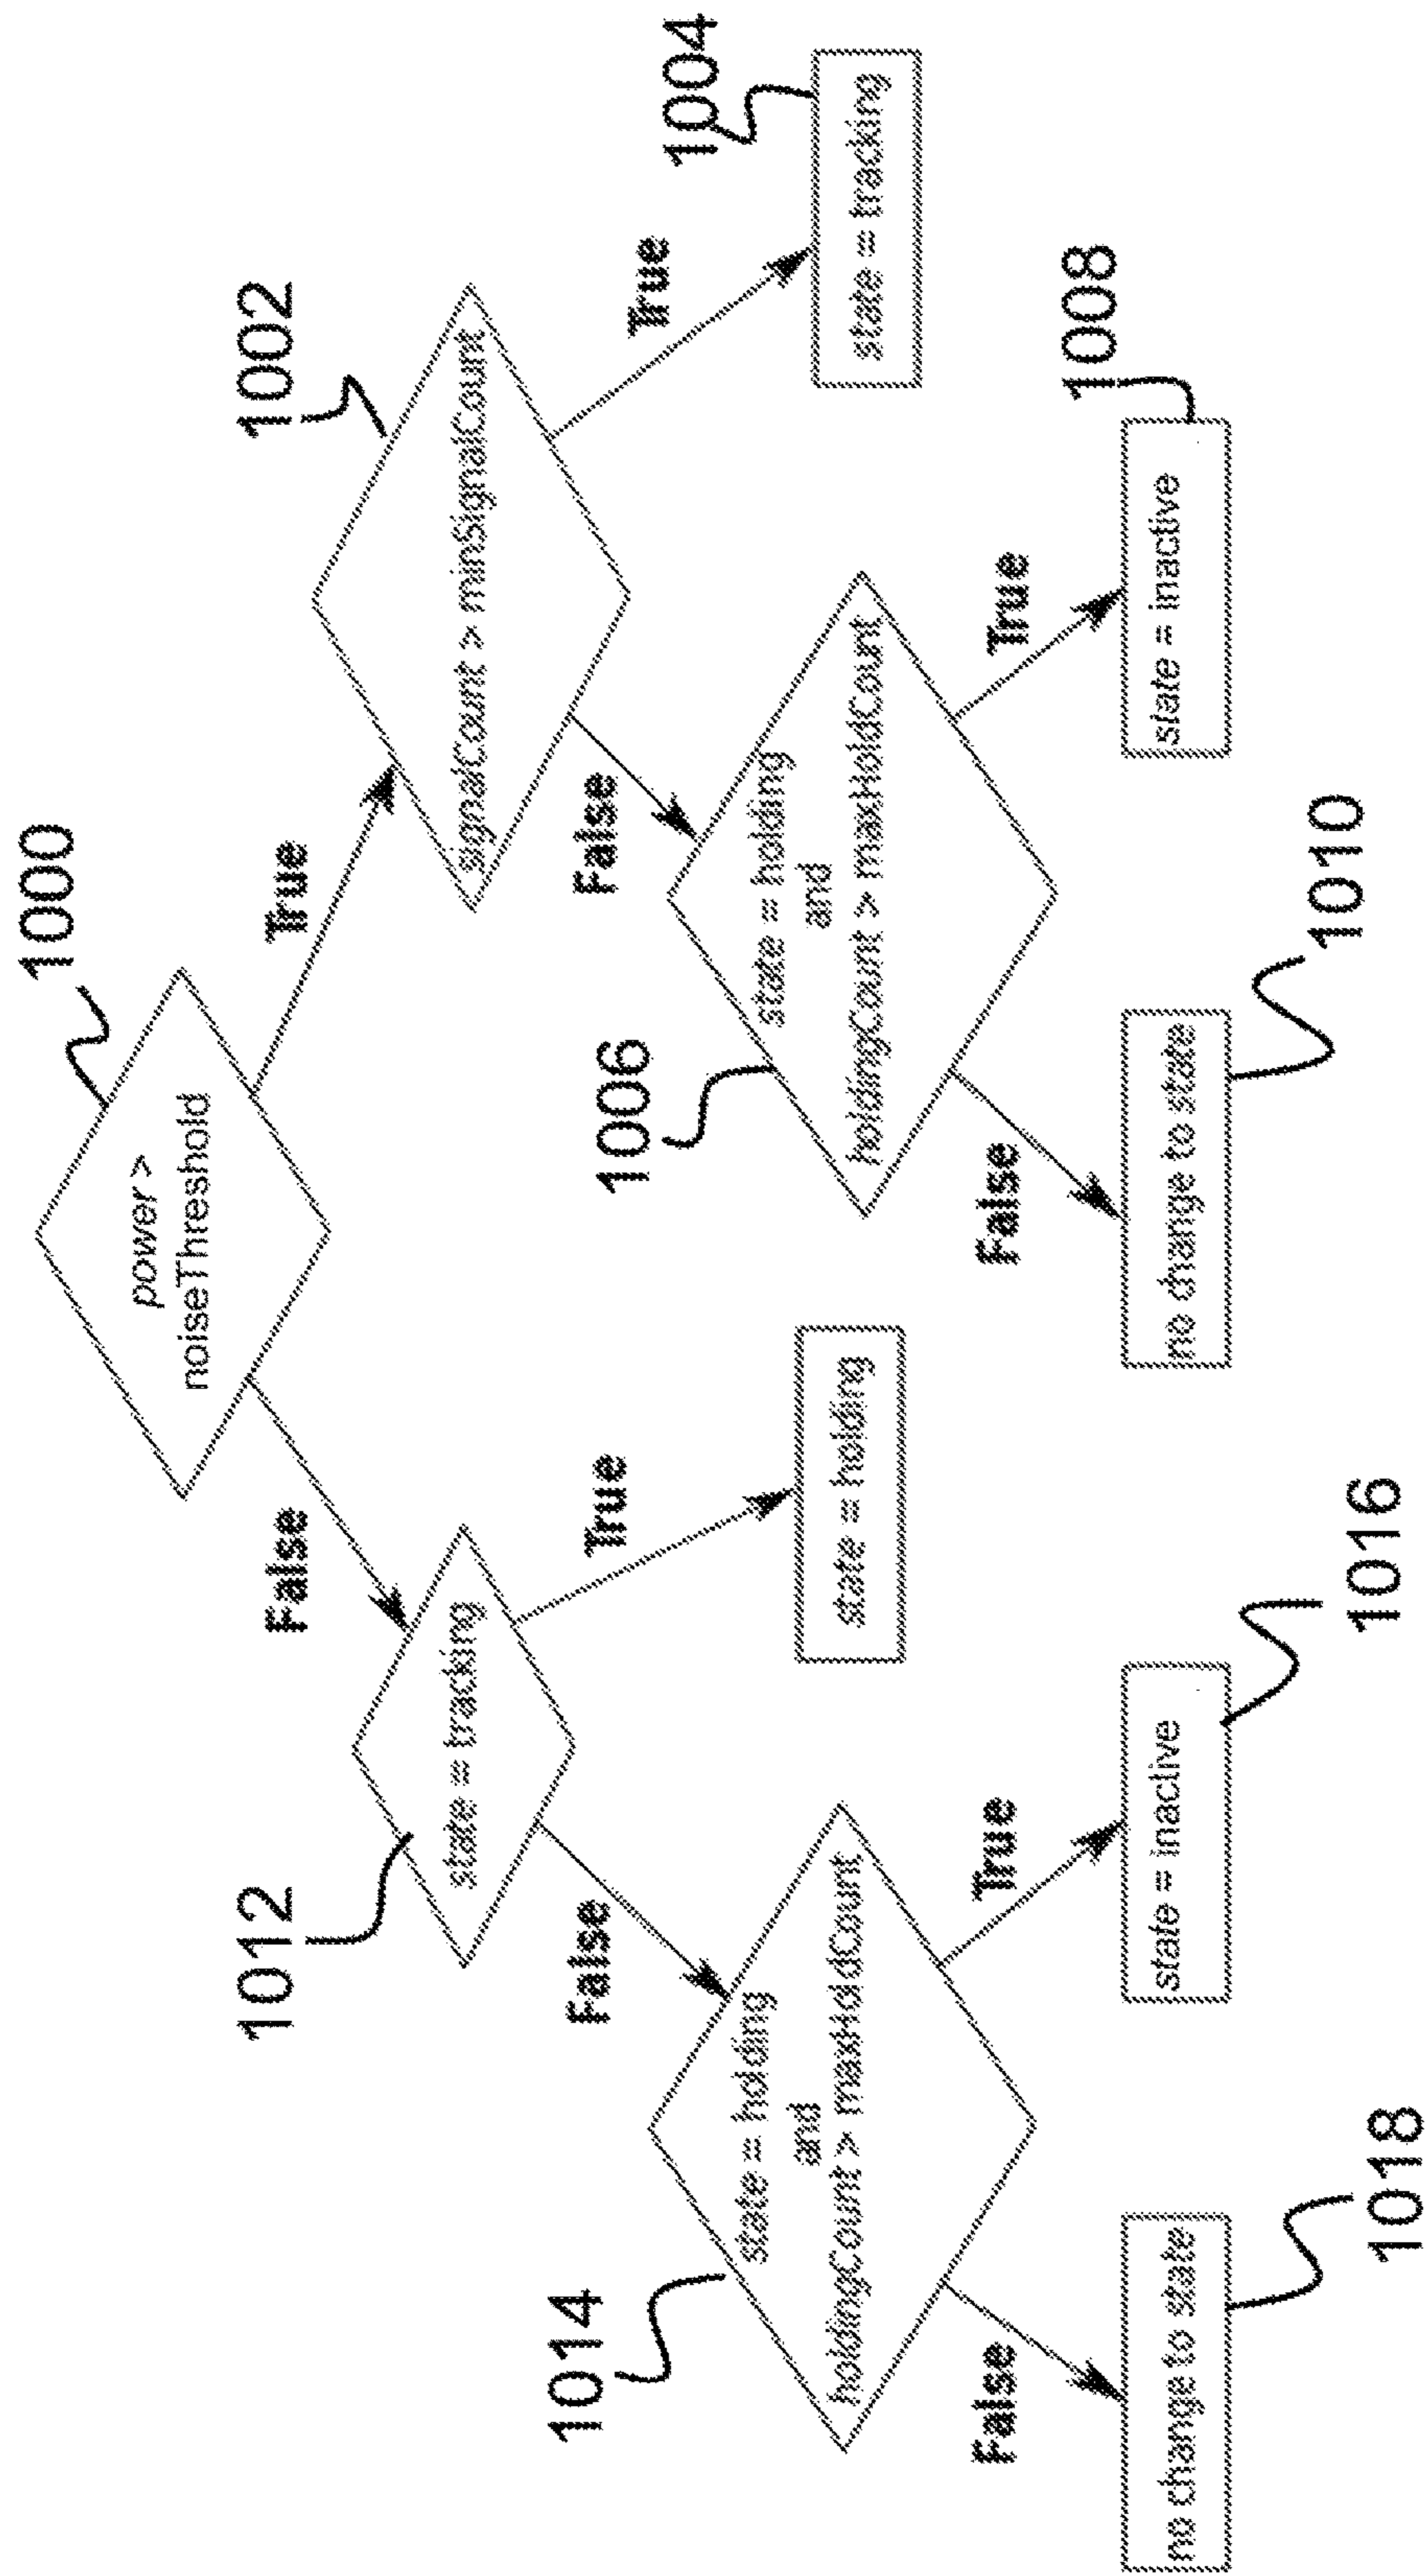 1000
power >
noiseThreshold
False
True
1012
state = tracking
1002
signalCount > minSignalCount
False
True
False
True
1014
state = holding
and
holdingCount > maxHoldCount
state = holding
1006
state = holding
and
holdingCount > maxHoldCount
1004
state = tracking
False
True
False
True
no change to state
1018
state = inactive
1016
no change to state
1010
state = inactive
1008